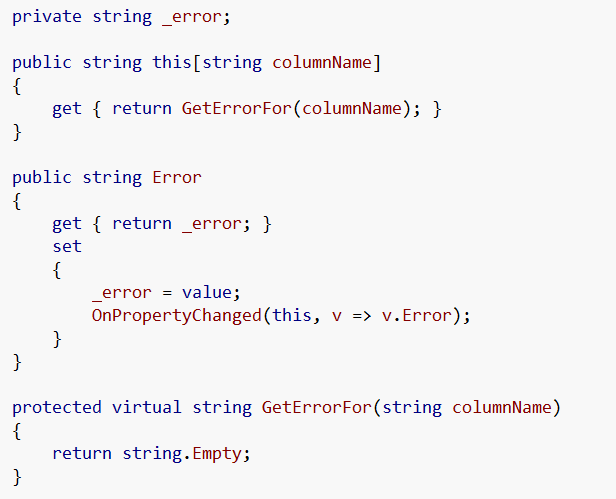 private string _error;
public string this[string columnName]
{
    get { return GetErrorFor(columnName); }
}
public string Error
{
    get { return _error; }
    set
    {
        _error = value;
        OnPropertyChanged(this, v => v.Error);
    }
}
protected virtual string GetErrorFor(string columnName)
{
    return string.Empty;
}